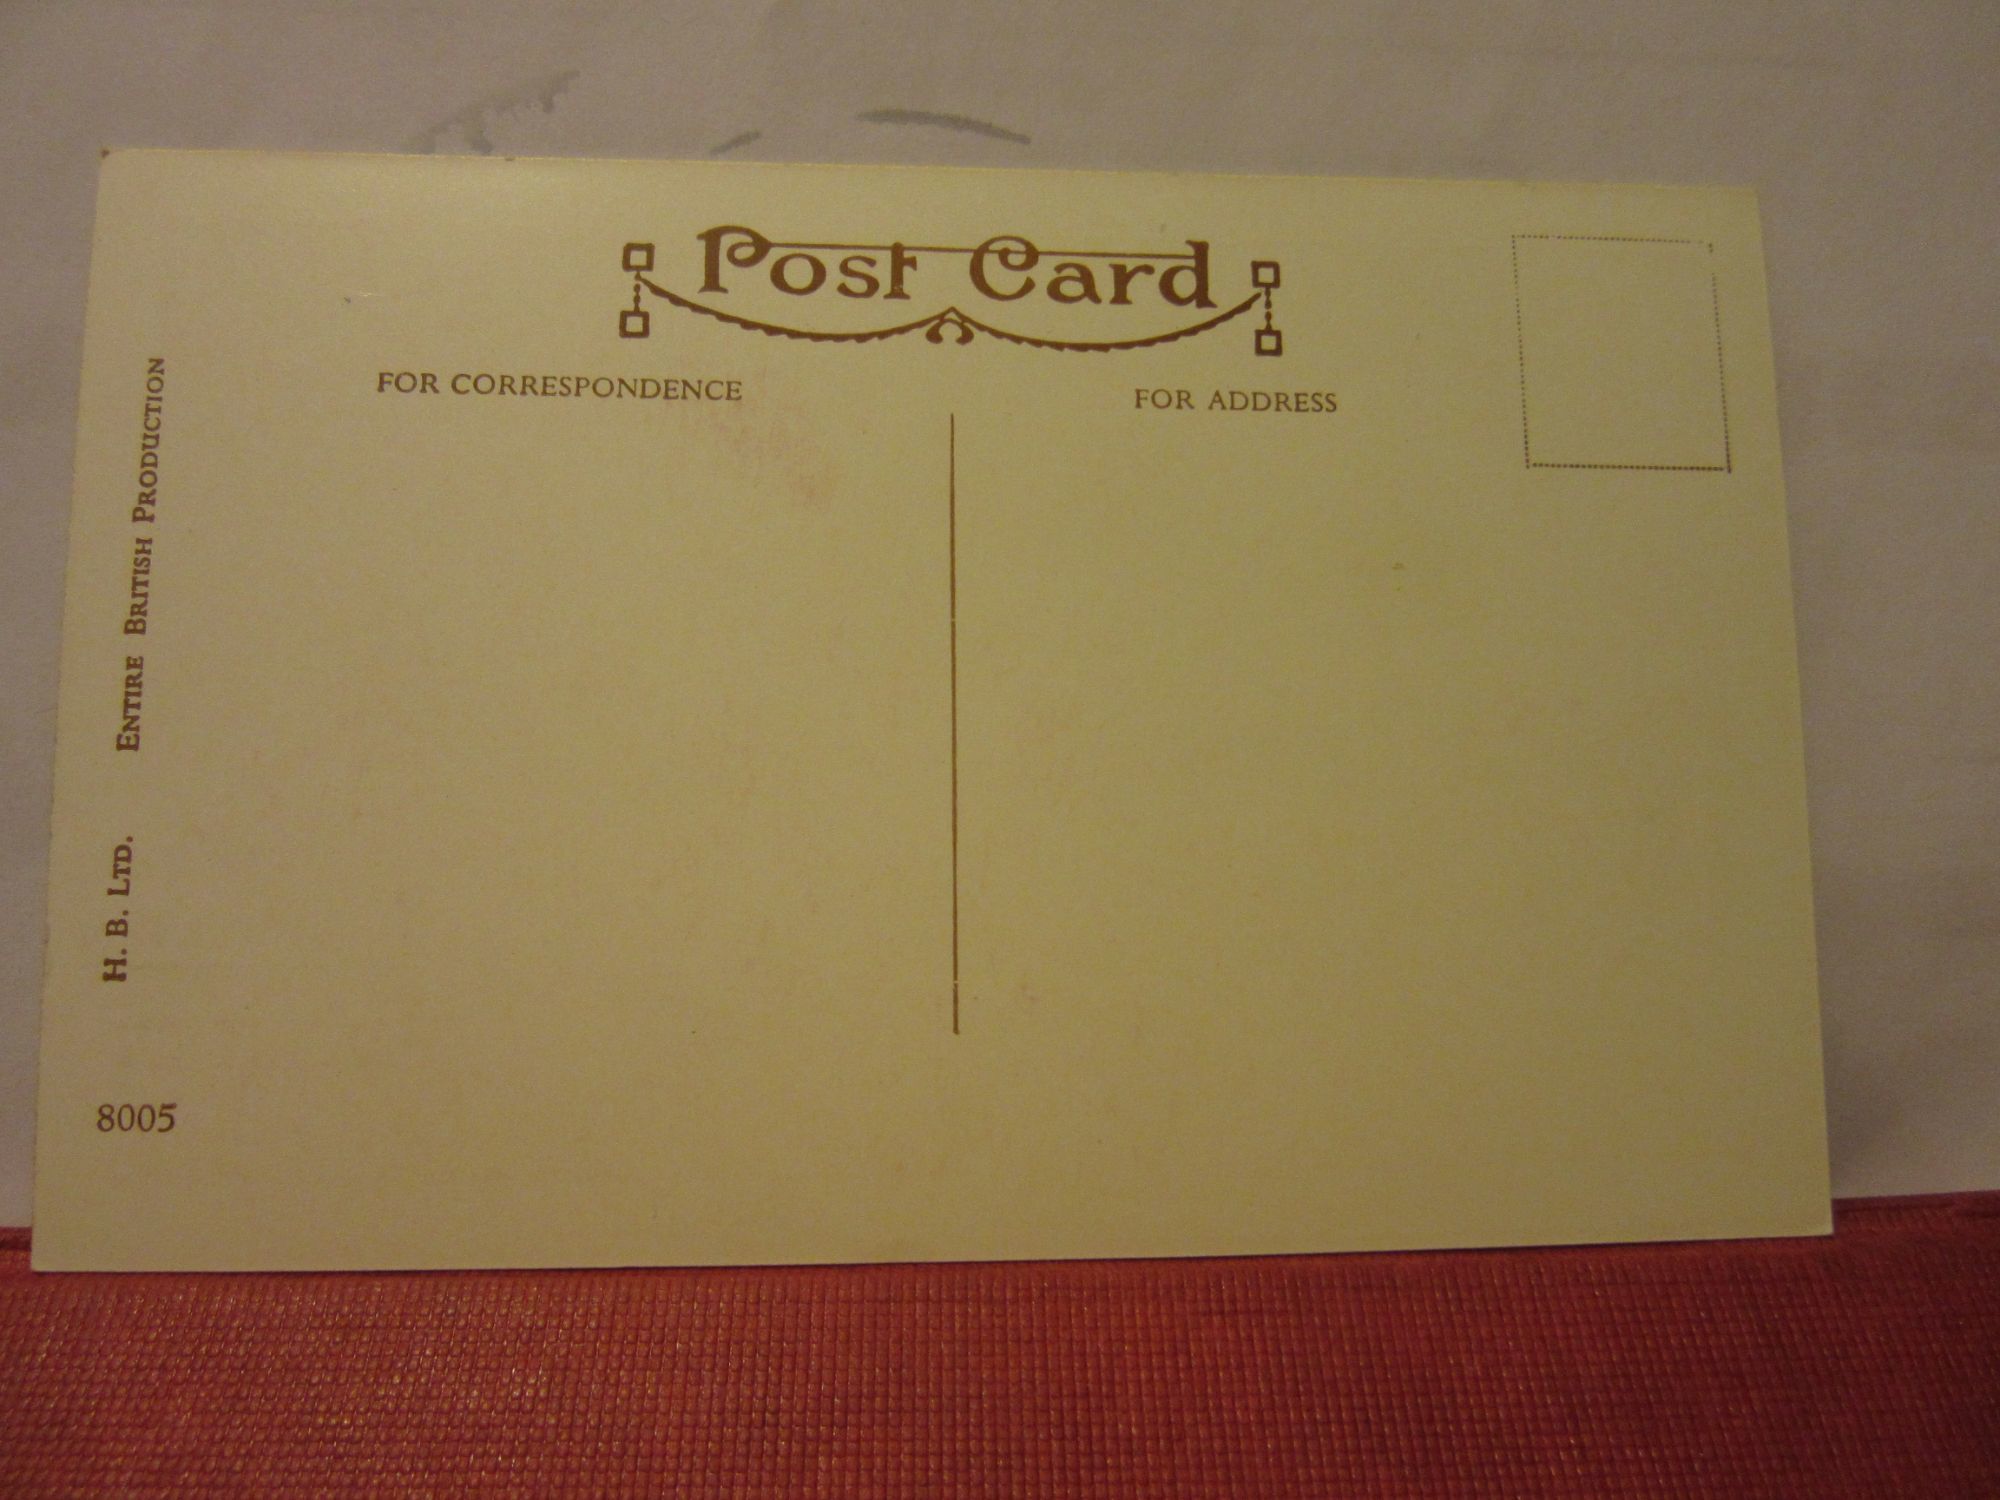 Post Card
FOR CORRESPONDENCE
FOR ADDRESS
H. B. LTD. ENTIRE BRITISH PRODUCTION
8005